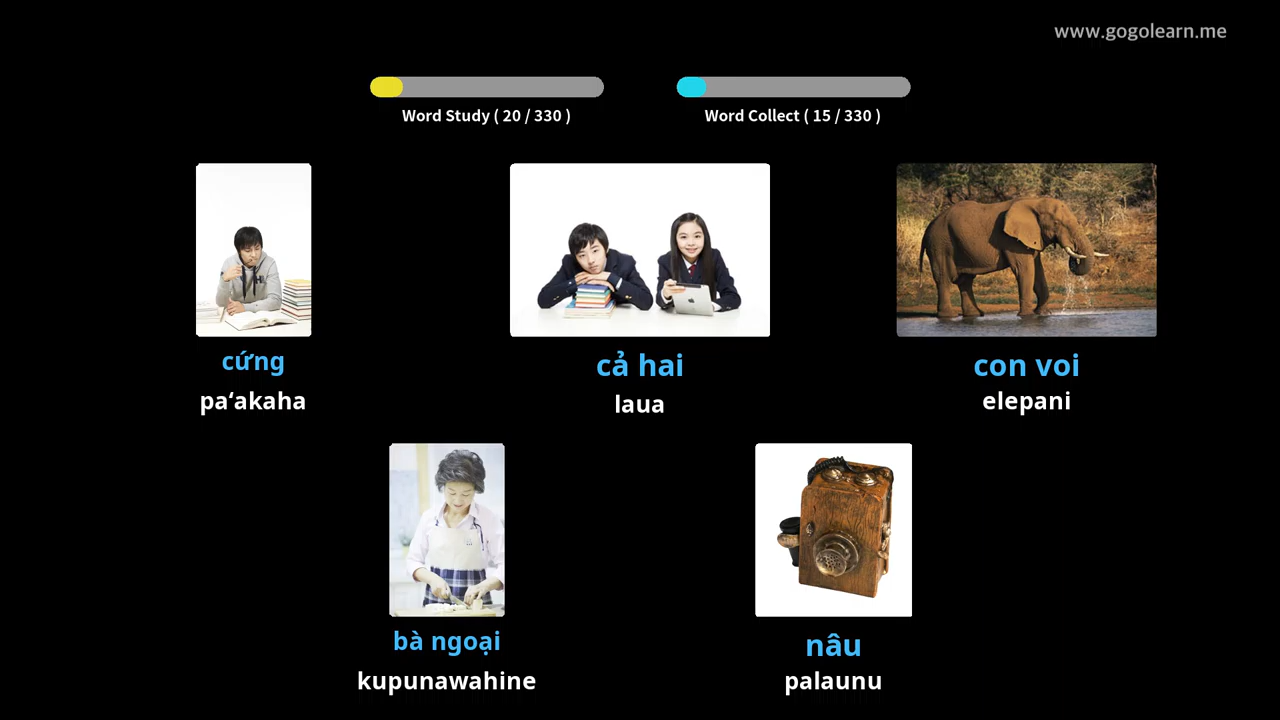 www.gogolearn.me
Word Study ( 20 / 330 )
Word Collect ( 15 / 330 )
cứng
paʻakaha
cả hai
laua
con voi
elepani
bà ngoại
kupunawahine
nâu
palaunu